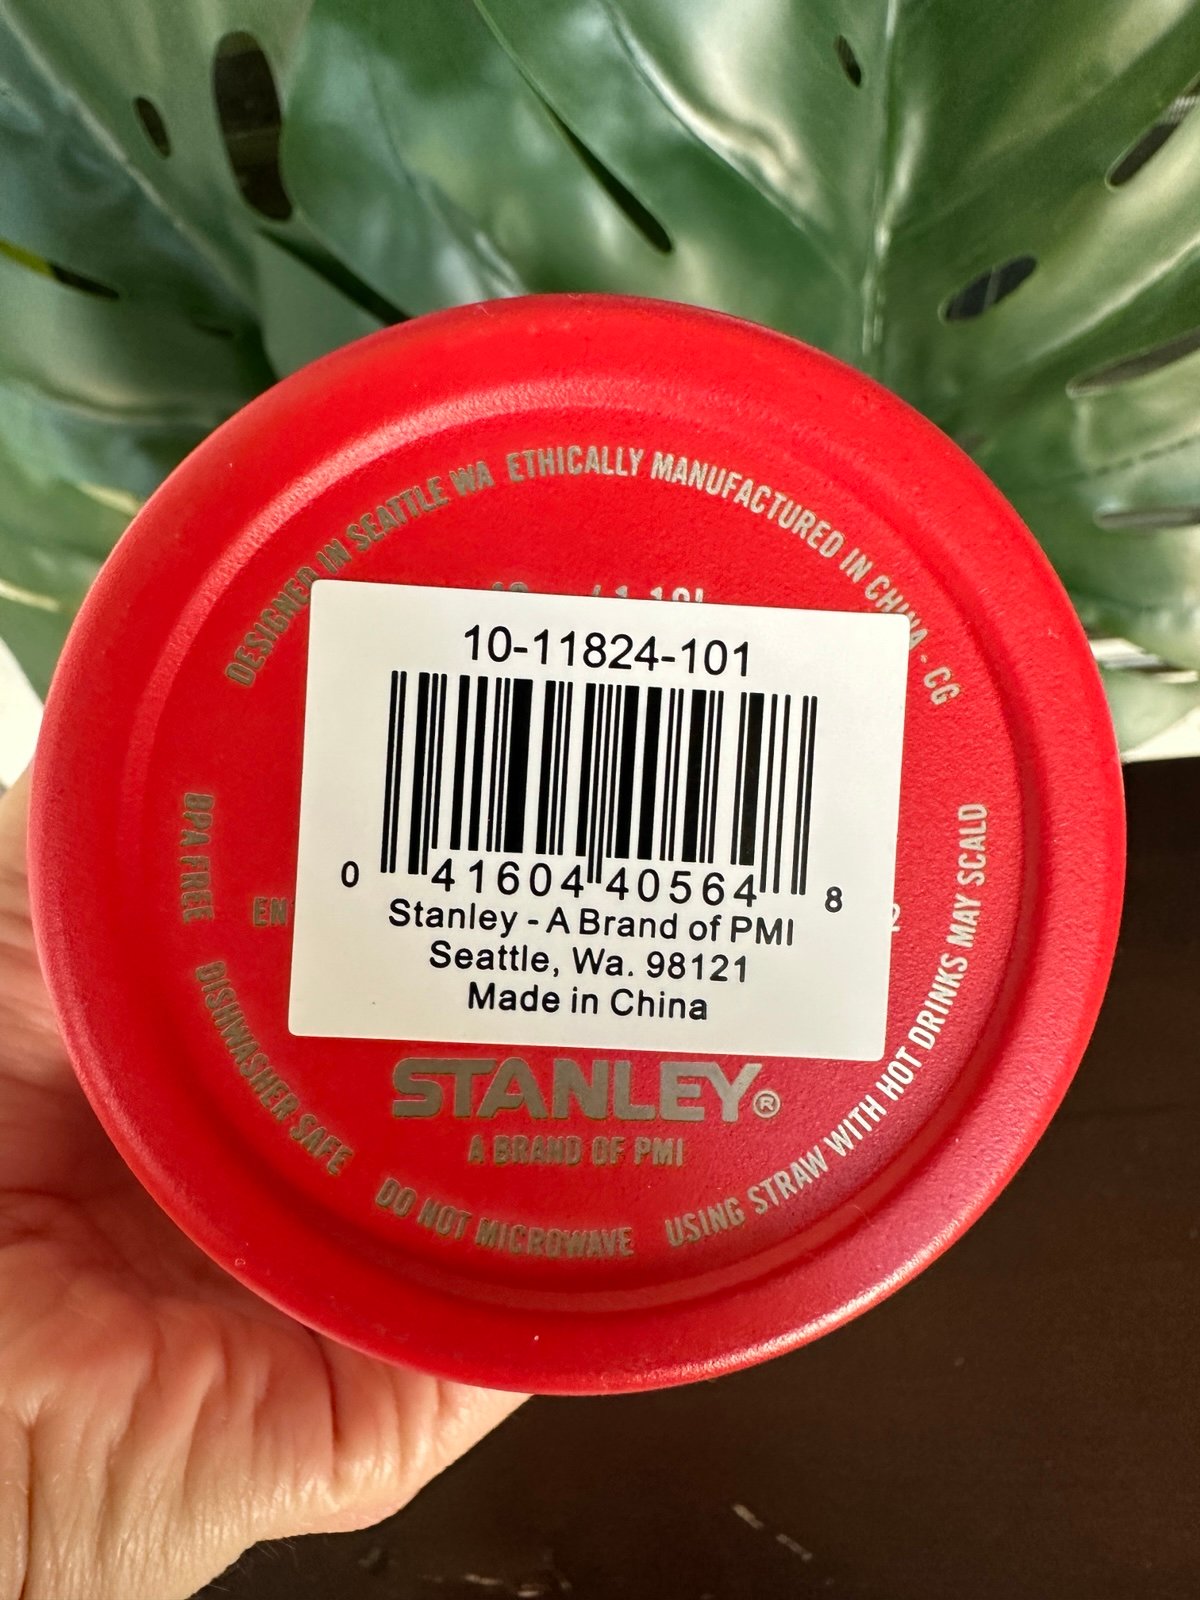 DESIGNED IN SEATTLE WA ETHICALLY MANUFACTURED IN CHINA - CG
10-11824-101
0 41604 40564 8
Stanley - A Brand of PMI
Seattle, Wa. 98121
Made in China
EN
STANLEY®
A BRAND OF PMI
BPA FREE
DISHWASHER SAFE
DO NOT MICROWAVE
USING STRAW WITH HOT DRINKS MAY SCALD